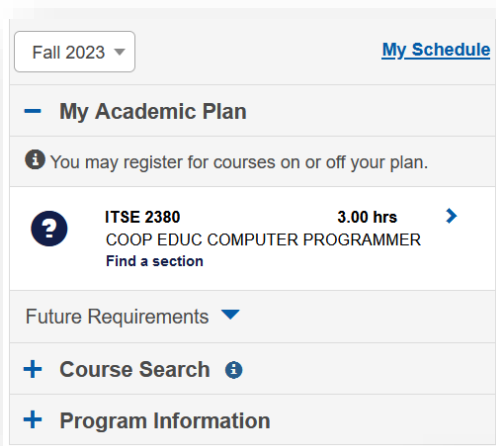 Fall 2023 My Schedule
My Academic Plan
You may register for courses on or off your plan.
ITSE 2380 3.00 hrs
COOP EDUC COMPUTER PROGRAMMER
Find a section
Future Requirements
Course Search
Program Information